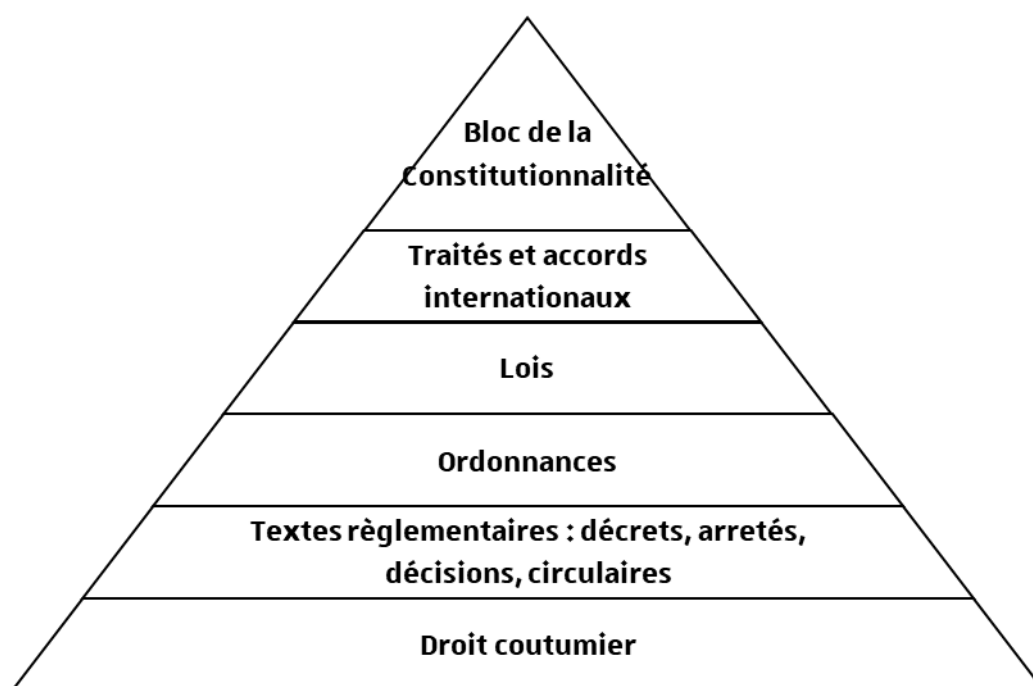 Bloc de la
Constitutionnalité
Traités et accords
internationaux
Lois
Ordonnances
Textes règlementaires : décrets, arretés,
décisions, circulaires
Droit coutumier